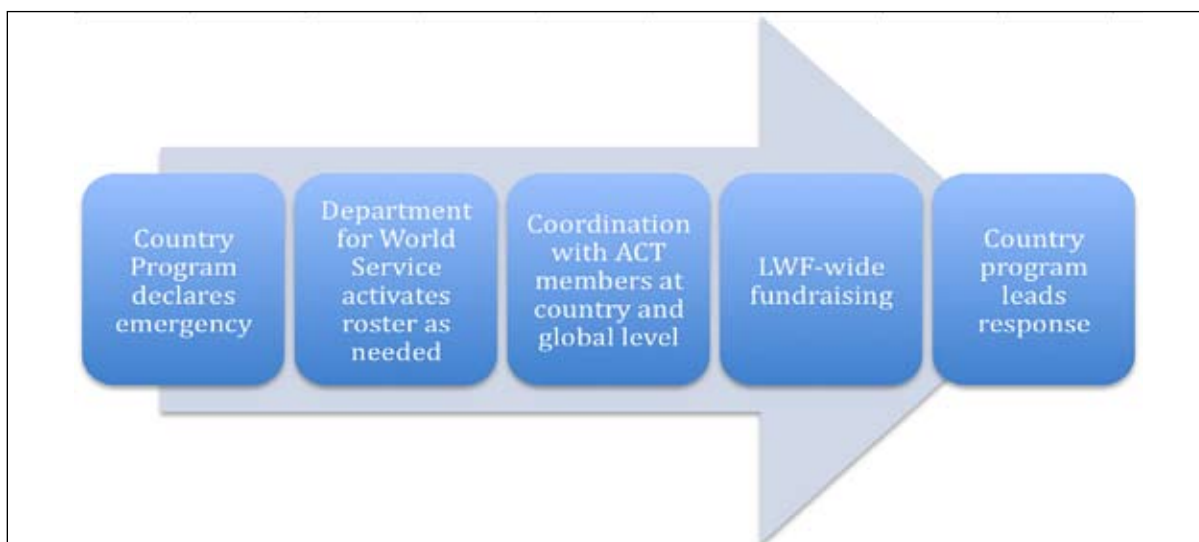 Country
Program
declares
emergency
Department
for World
Service
activates
roster as
needed
Coordination
with ACT
members at
country and
global level
LWF-wide
fundraising
Country
program
leads
response